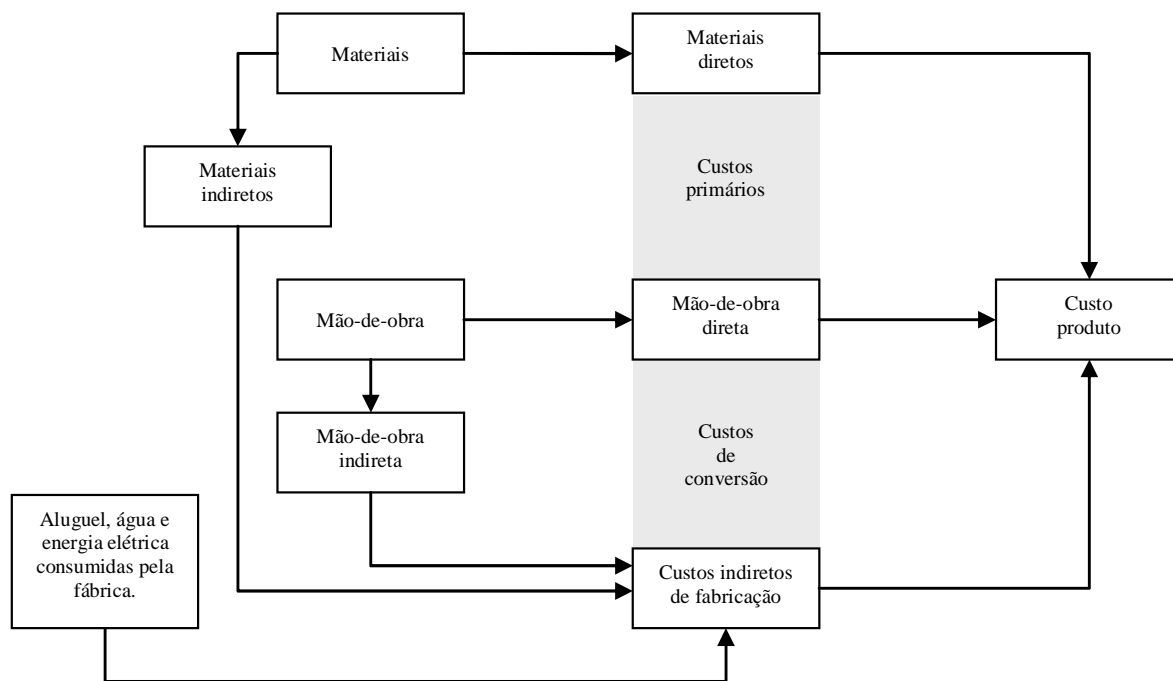 Materiais
Materiais
diretos
Materiais
indiretos
Custos
primários
Mão-de-obra
Mão-de-obra
direta
Custo
produto
Mão-de-obra
indireta
Custos
de
conversão
Aluguel, água e
energia elétrica
consumidas pela
fábrica.
Custos indiretos
de fabricação